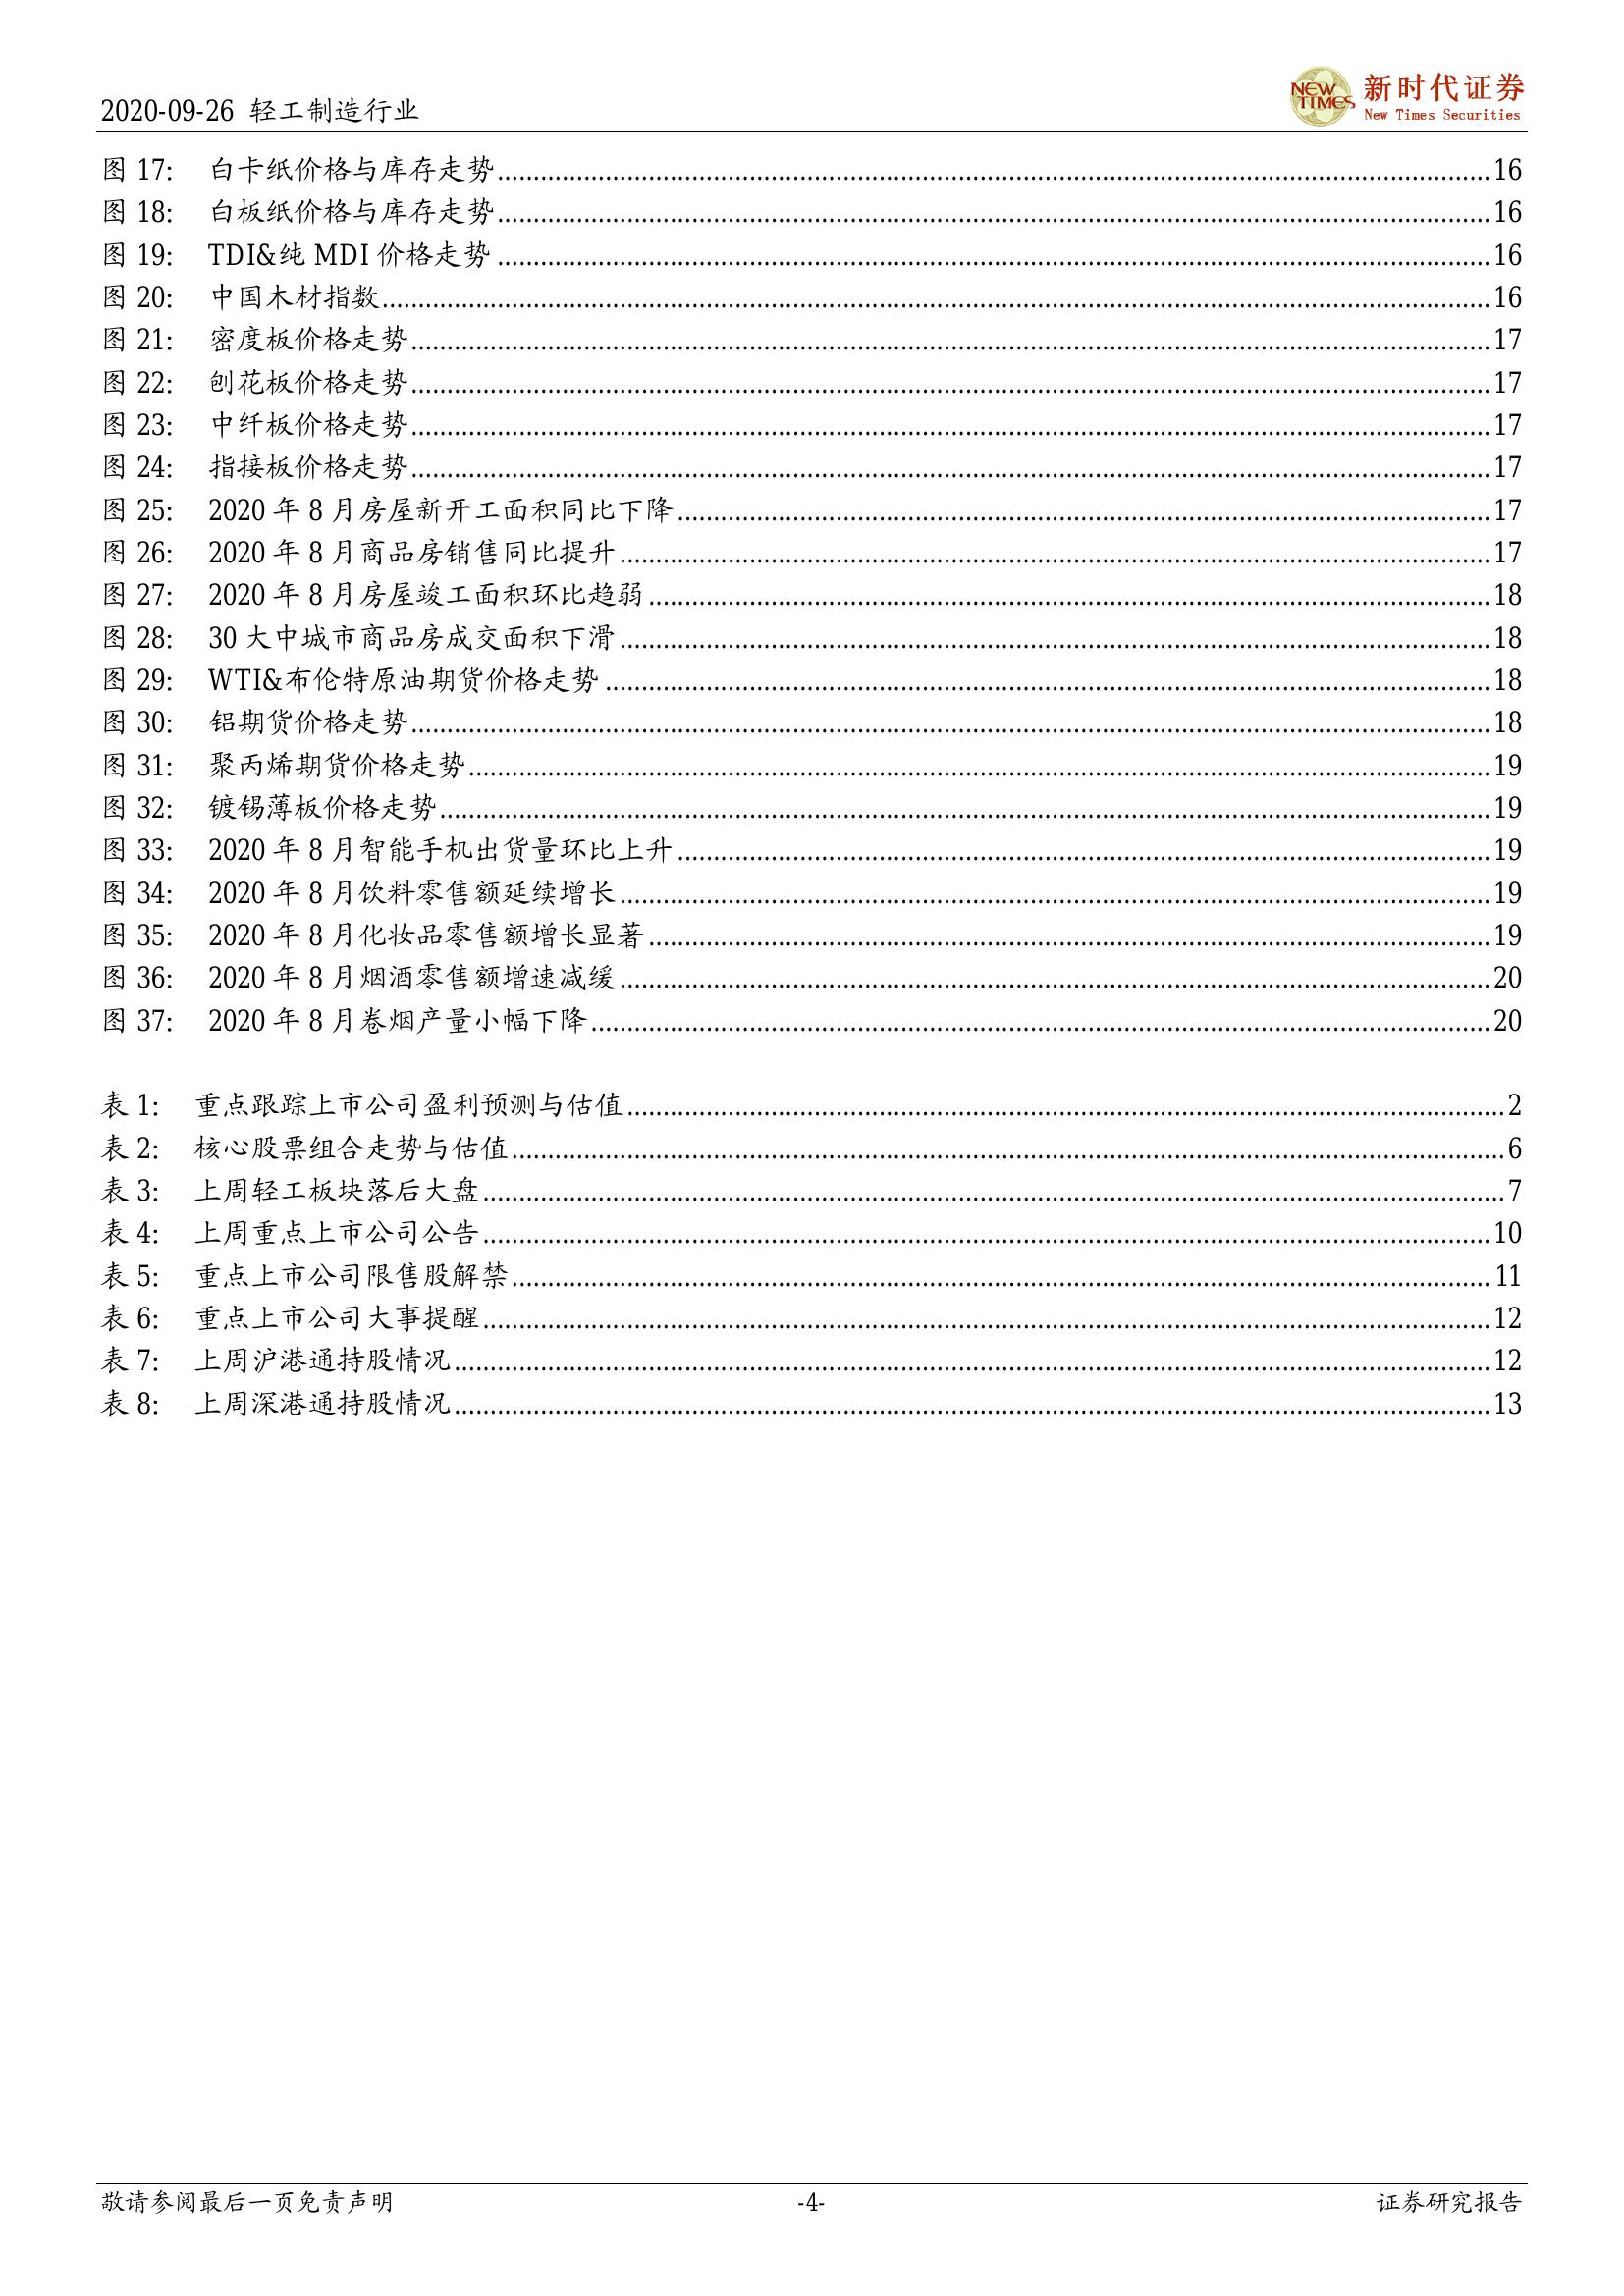 2020-09-26 轻工制造行业
NEW TIMES 新时代证券
New Times Securities
图 17: 白卡纸价格与库存走势 16
图 18: 白板纸价格与库存走势 16
图 19: TDI&纯 MDI 价格走势 16
图 20: 中国木材指数 16
图 21: 密度板价格走势 17
图 22: 刨花板价格走势 17
图 23: 中纤板价格走势 17
图 24: 指接板价格走势 17
图 25: 2020 年 8 月房屋新开工面积同比下降 17
图 26: 2020 年 8 月商品房销售同比提升 17
图 27: 2020 年 8 月房屋竣工面积环比趋弱 18
图 28: 30 大中城市商品房成交面积下滑 18
图 29: WTI&布伦特原油期货价格走势 18
图 30: 铝期货价格走势 18
图 31: 聚丙烯期货价格走势 19
图 32: 镀锡薄板价格走势 19
图 33: 2020 年 8 月智能手机出货量环比上升 19
图 34: 2020 年 8 月饮料零售额延续增长 19
图 35: 2020 年 8 月化妆品零售额增长显著 19
图 36: 2020 年 8 月烟酒零售额增速减缓 20
图 37: 2020 年 8 月卷烟产量小幅下降 20
表 1: 重点跟踪上市公司盈利预测与估值 2
表 2: 核心股票组合走势与估值 6
表 3: 上周轻工板块落后大盘 7
表 4: 上周重点上市公司公告 10
表 5: 重点上市公司限售股解禁 11
表 6: 重点上市公司大事提醒 12
表 7: 上周沪港通持股情况 12
表 8: 上周深港通持股情况 13
敬请参阅最后一页免责声明 -4- 证券研究报告